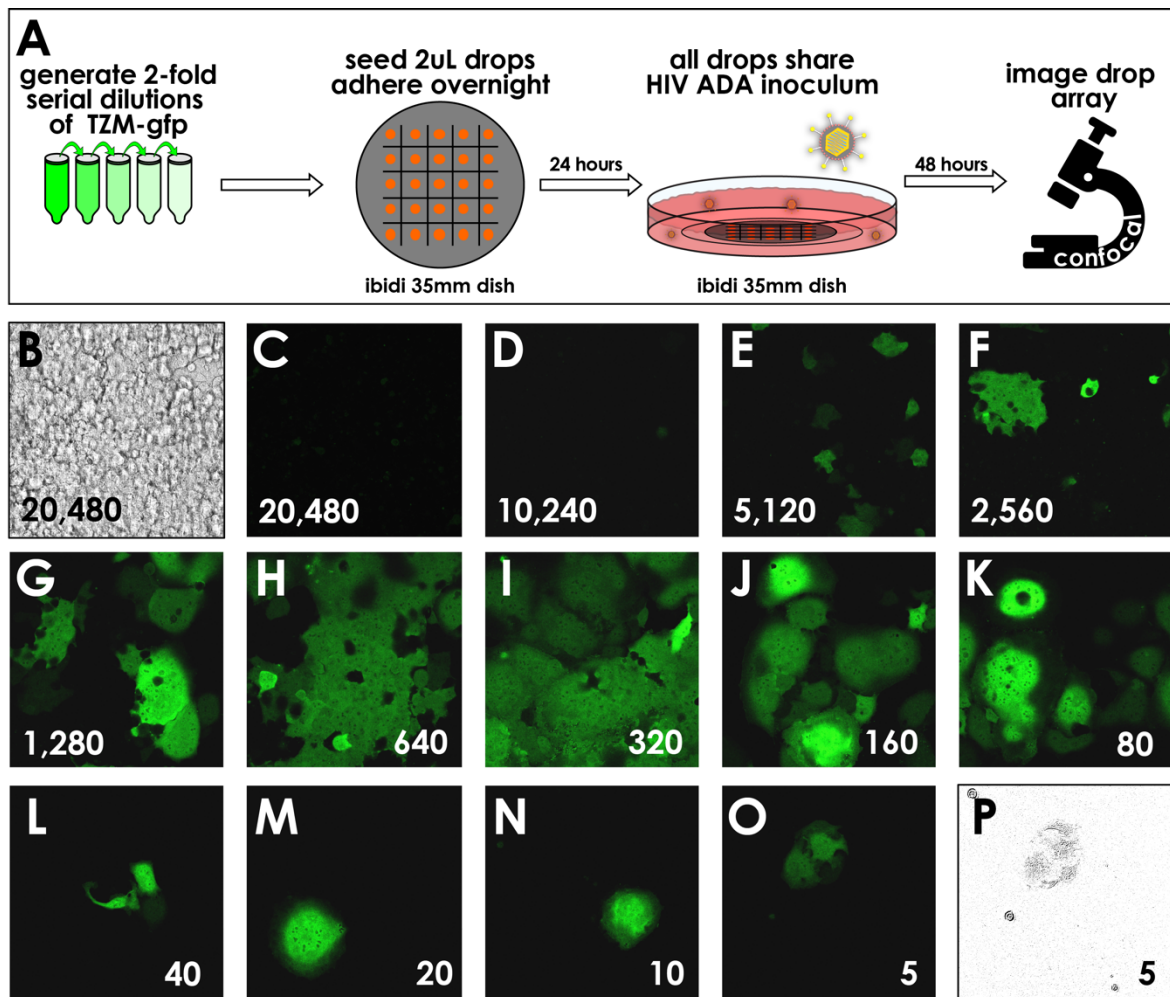 A
generate 2-fold
serial dilutions
of TZM-gfp
seed 2uL drops
adhere overnight
ibidi 35mm dish
24 hours
all drops share
HIV ADA inoculum
ibidi 35mm dish
48 hours
image drop
array
confocal
B
20,480
C
20,480
D
10,240
E
5,120
F
2,560
G
1,280
H
640
I
320
J
160
K
80
L
40
M
20
N
10
O
5
P
5